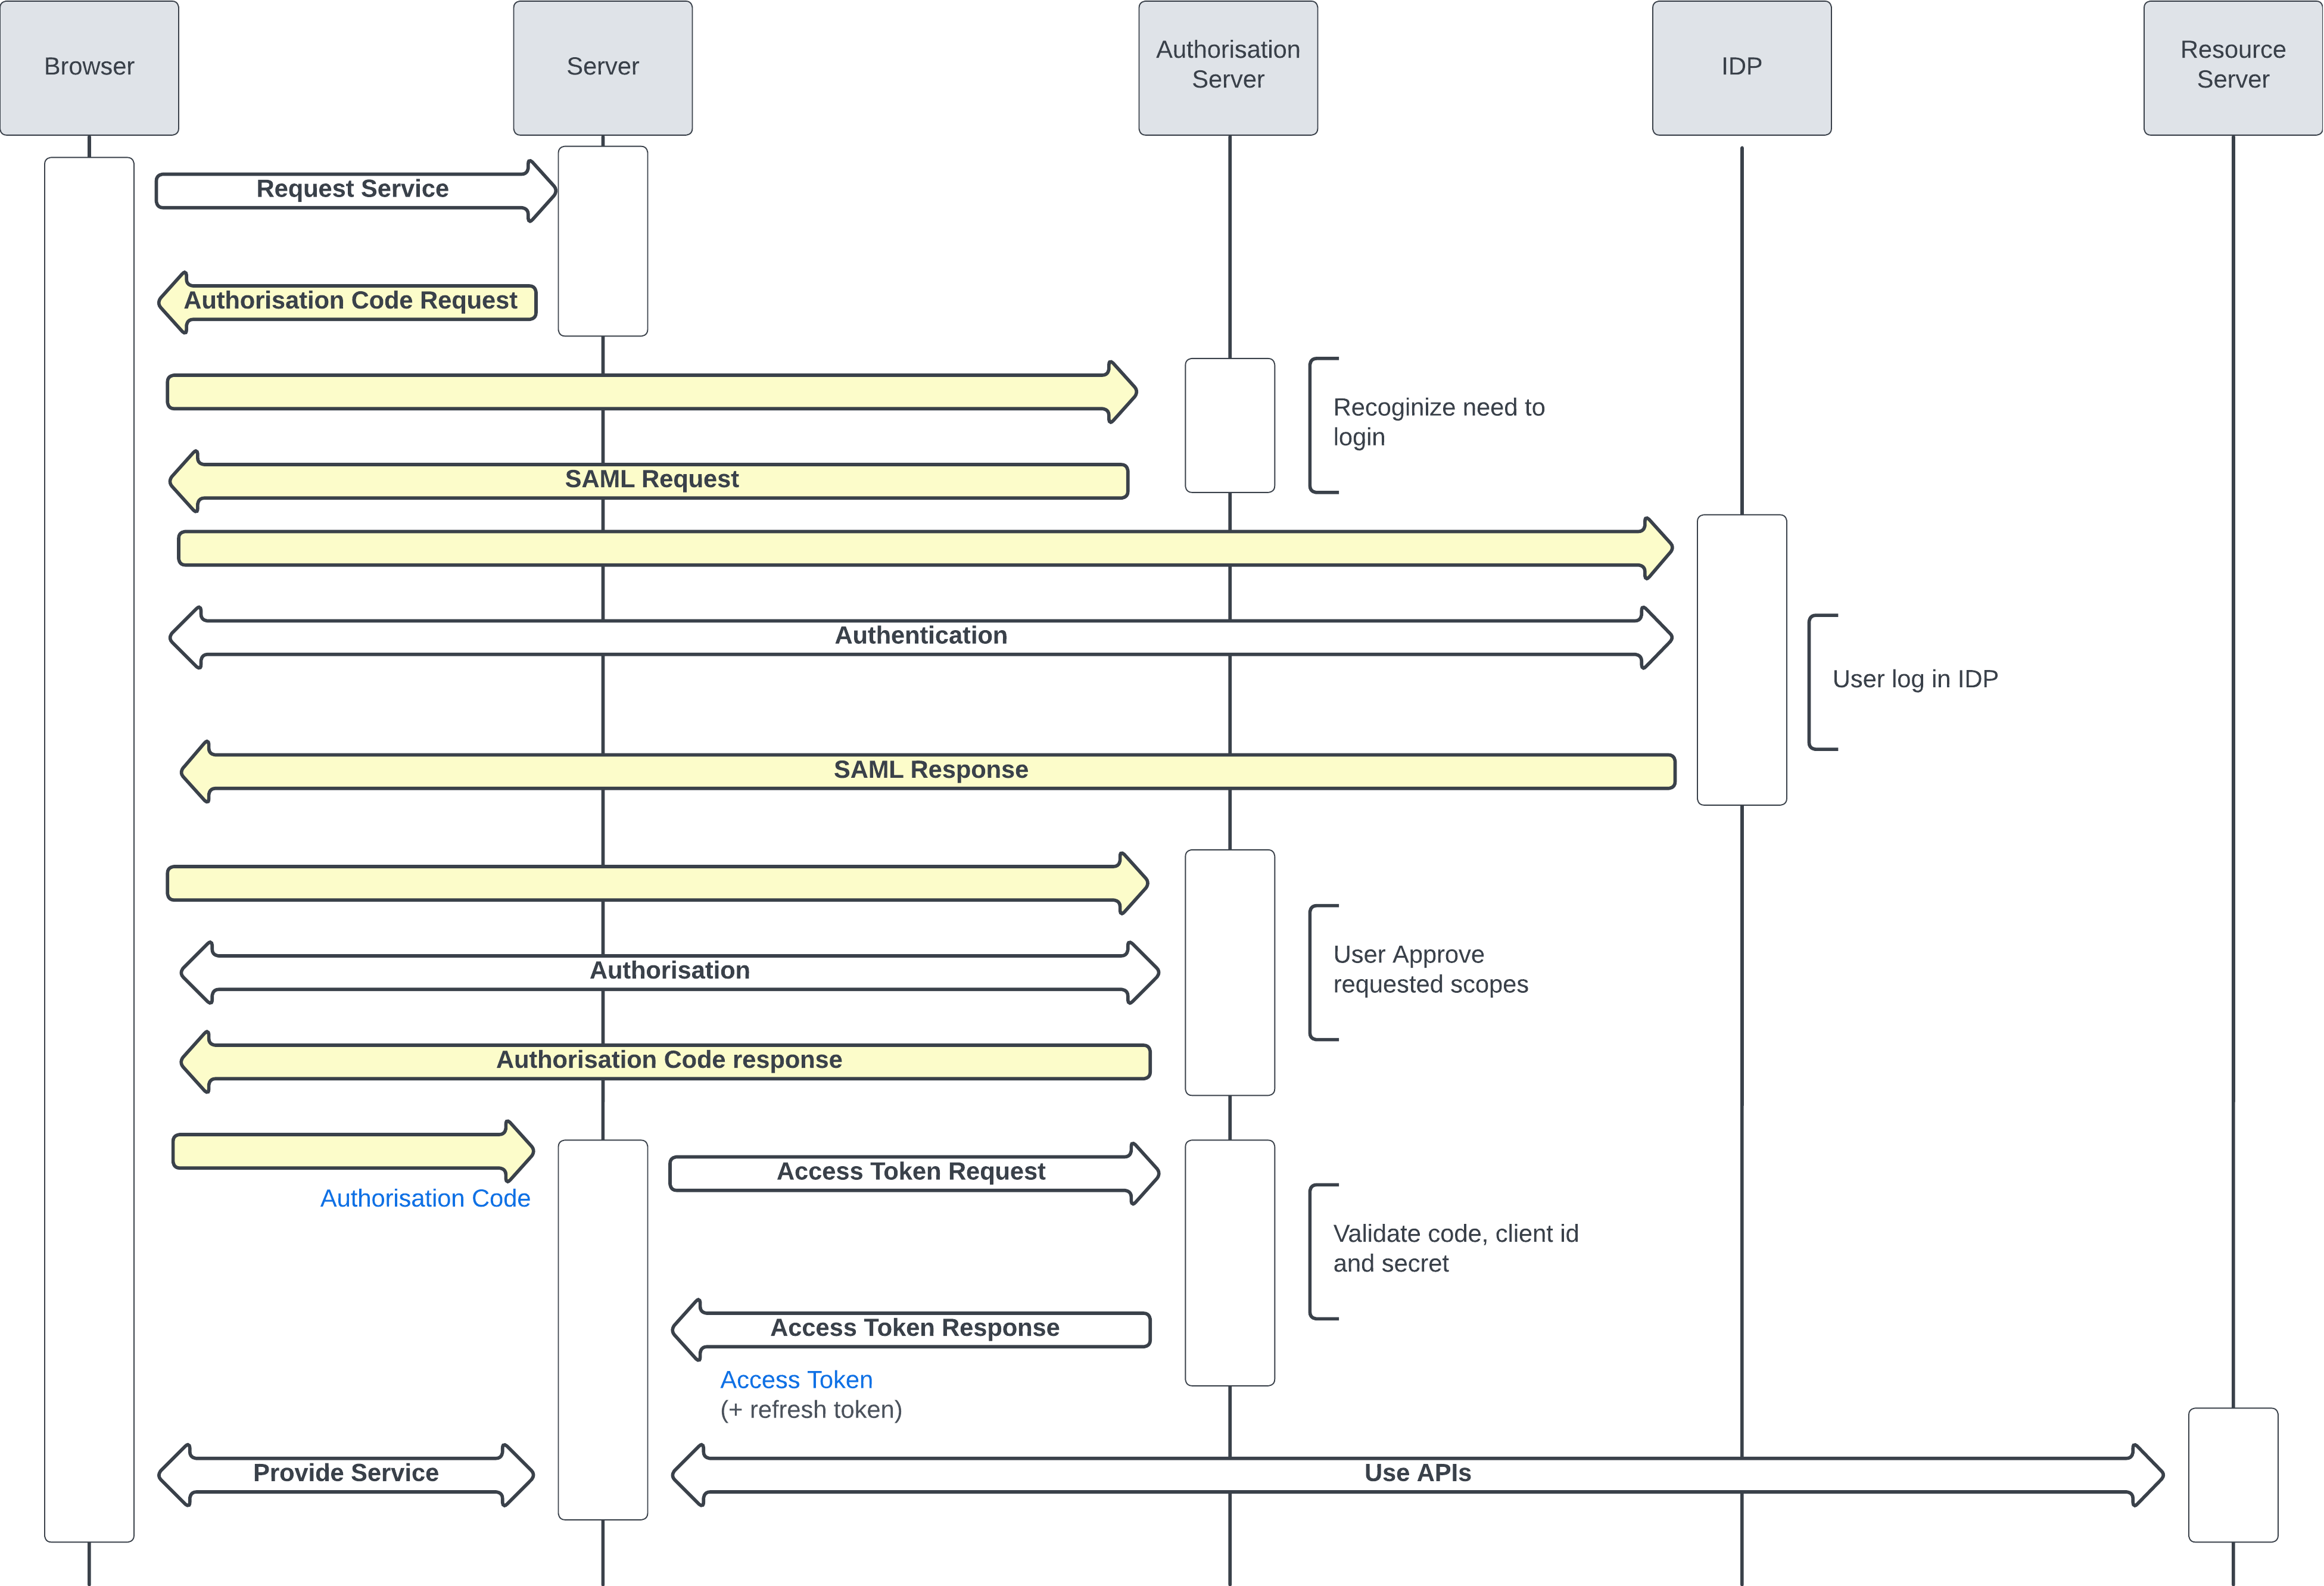 Browser
Server
Authorisation
Server
IDP
Resource
Server
Request Service
Authorisation Code Request
Recoginize need to
login
SAML Request
Authentication
User log in IDP
SAML Response
User Approve
requested scopes
Authorisation
Authorisation Code response
Access Token Request
Authorisation Code
Validate code, client id
and secret
Access Token Response
Access Token
(+ refresh token)
Provide Service
Use APIs